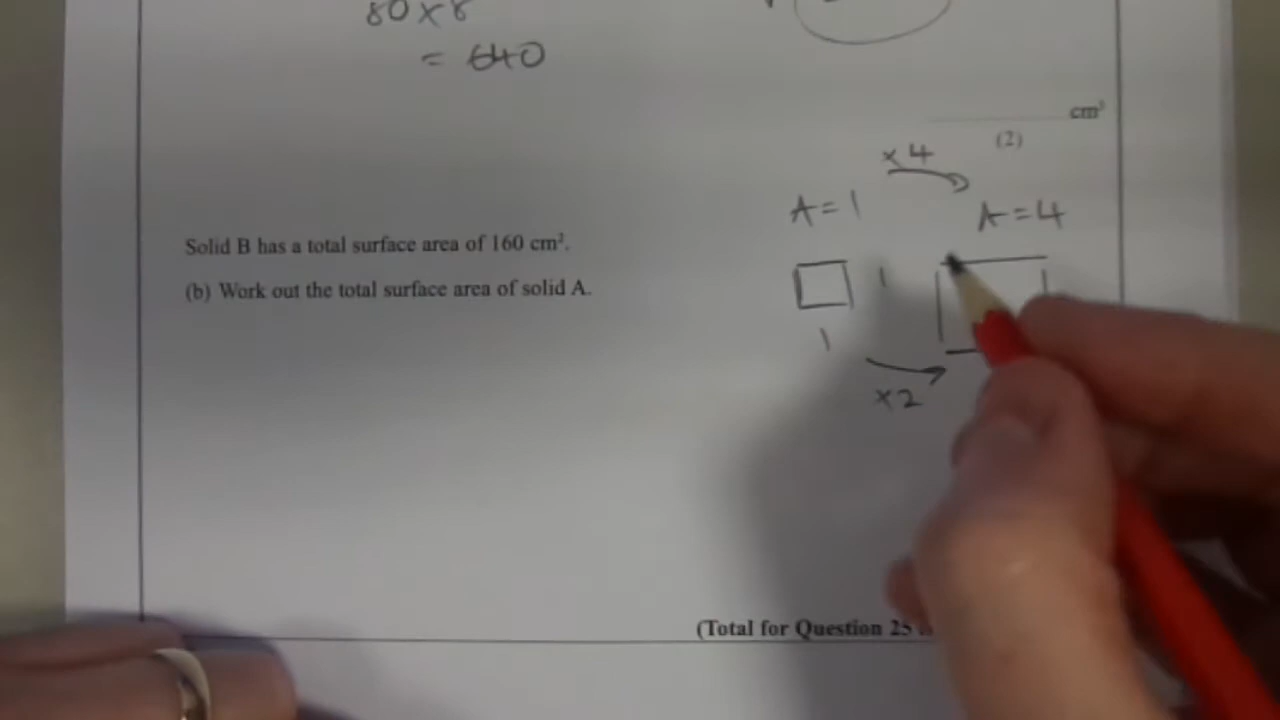 80 x 8
= 640
cm³
(2)
x 4
A = 1
A = 4
Solid B has a total surface area of 160 cm².
(b) Work out the total surface area of solid A.
1
1
x2
(Total for Question 25